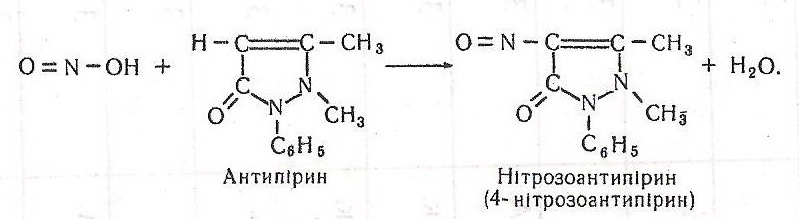 H–C=C–CH₃ O=N–C=C–CH₃
O=N–OH + → + H₂O.
O=C N–CH₃ O=C N–CH₃̄
N N
C₆H₅ C₆H₅
Антипірин Нітрозоантипірин
(4-нітрозоантипірин)